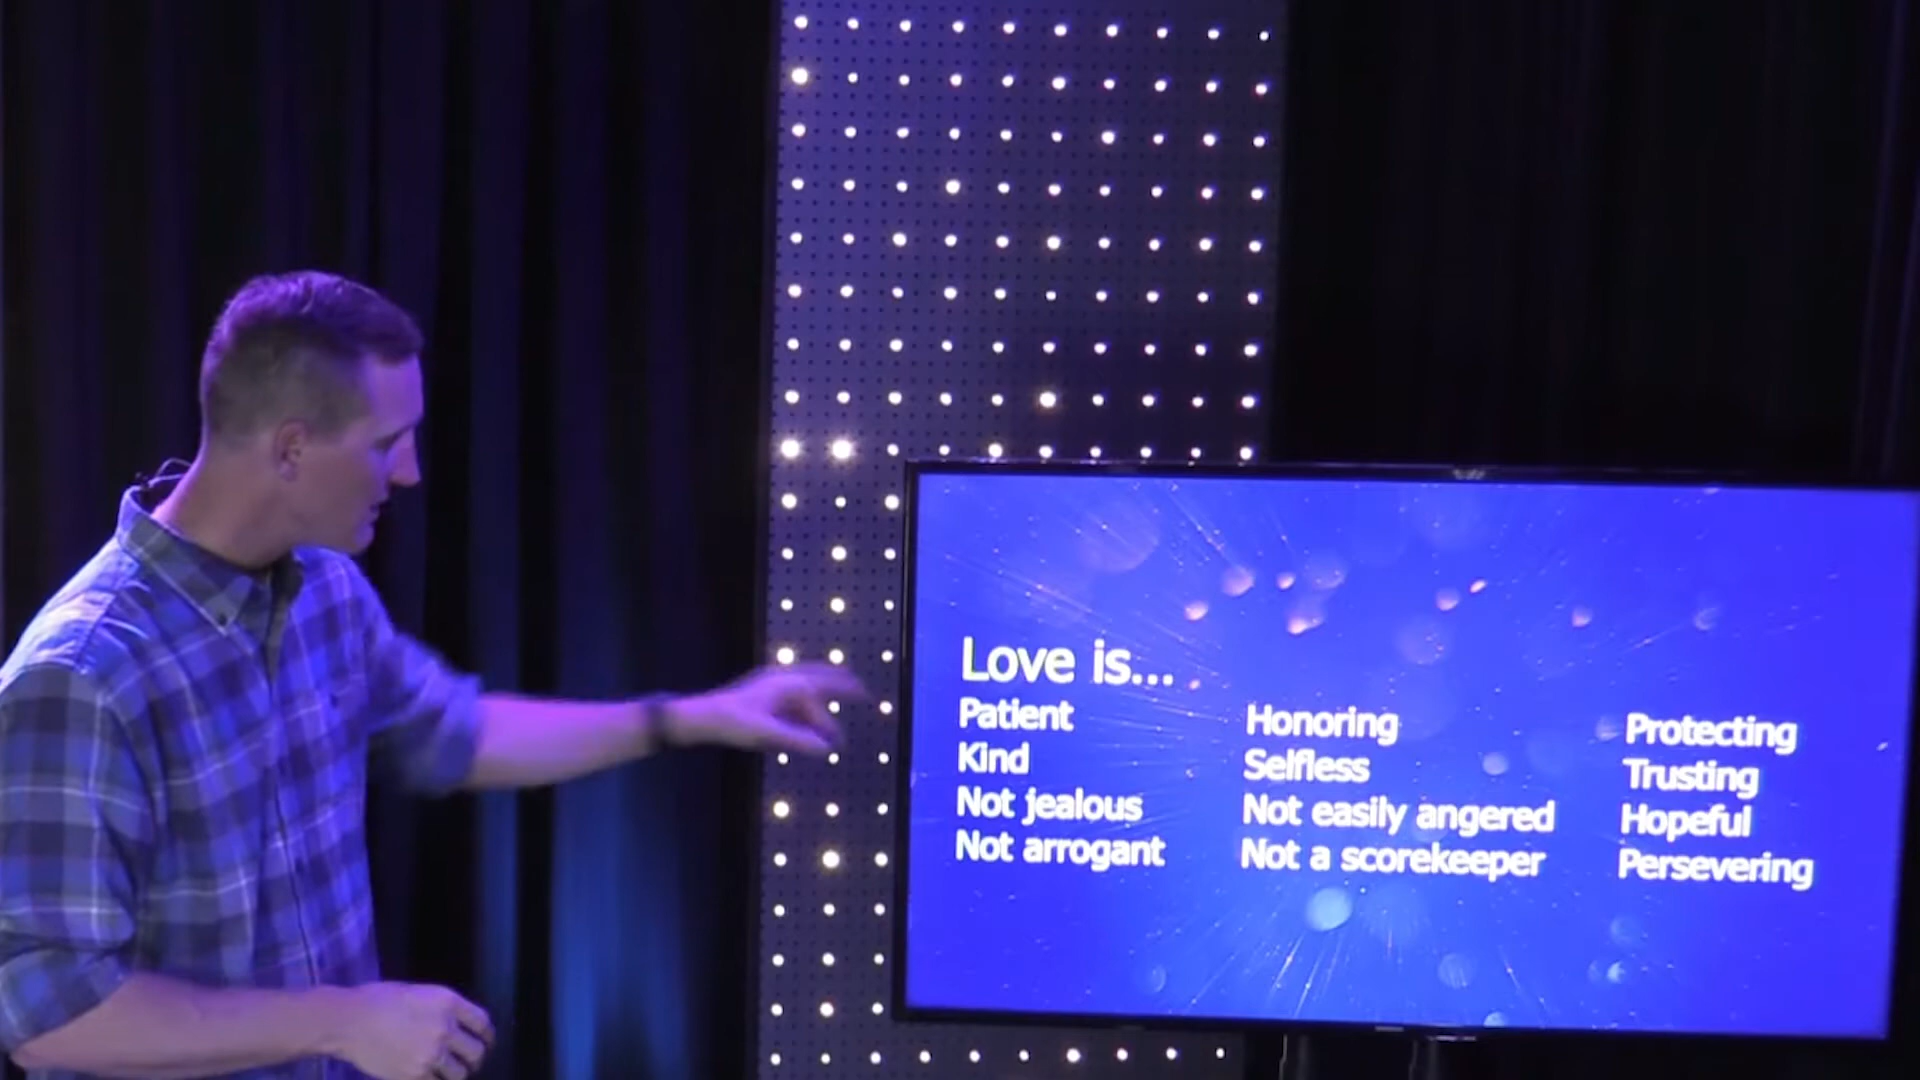 Love is...
Patient
Kind
Not jealous
Not arrogant
Honoring
Selfless
Not easily angered
Not a scorekeeper
Protecting
Trusting
Hopeful
Persevering